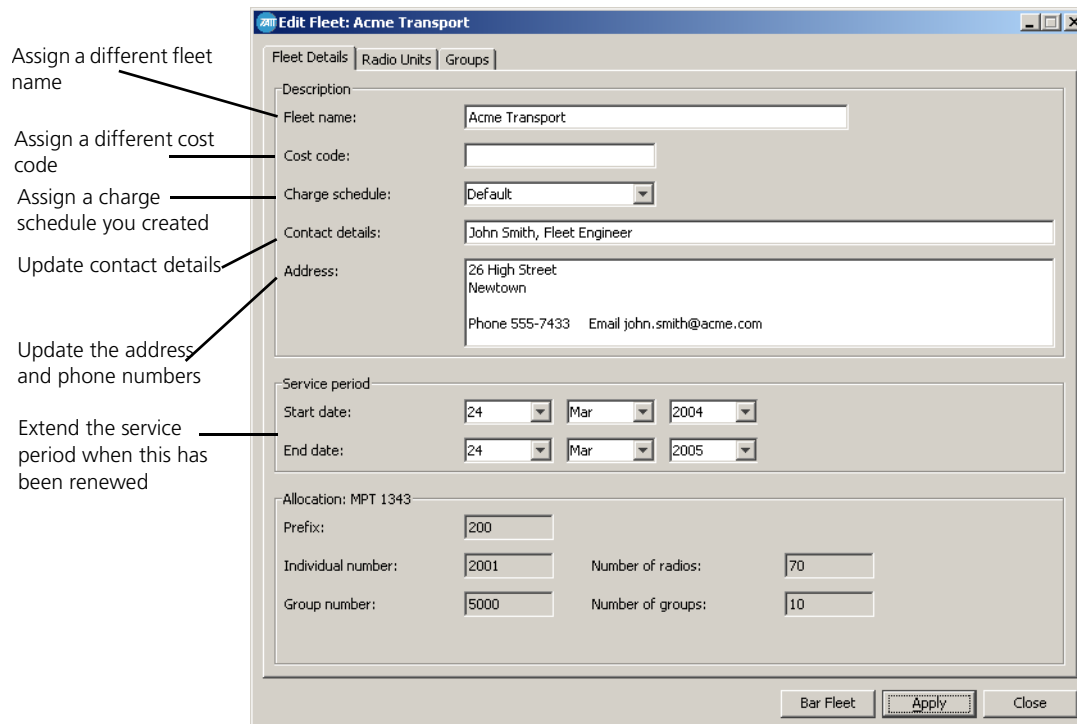 TAIT Edit Fleet: Acme Transport
Fleet Details Radio Units Groups
Assign a different fleet
name
Assign a different cost
code
Assign a charge
schedule you created
Update contact details
Update the address
and phone numbers
Extend the service
period when this has
been renewed
Description
Fleet name: Acme Transport
Cost code:
Charge schedule: Default
Contact details: John Smith, Fleet Engineer
Address: 26 High Street
Newtown
Phone 555-7433 Email john.smith@acme.com
Service period
Start date: 24 Mar 2004
End date: 24 Mar 2005
Allocation: MPT 1343
Prefix: 200
Individual number: 2001 Number of radios: 70
Group number: 5000 Number of groups: 10
Bar Fleet Apply Close